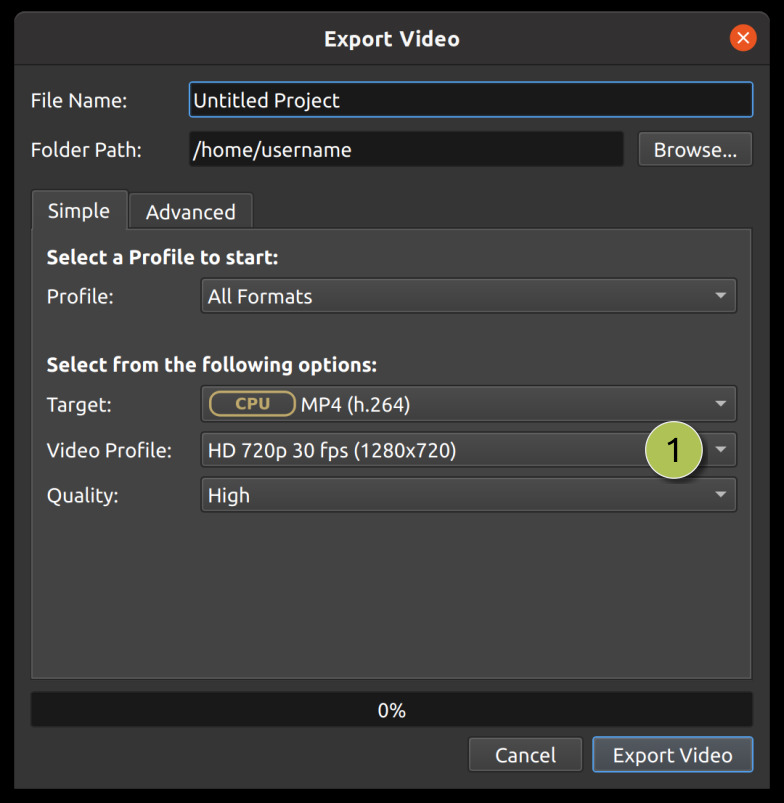 Export Video
File Name: Untitled Project
Folder Path: /home/username Browse...
Simple Advanced
Select a Profile to start:
Profile: All Formats
Select from the following options:
Target: CPU MP4 (h.264)
Video Profile: HD 720p 30 fps (1280x720) 1
Quality: High
0%
Cancel Export Video